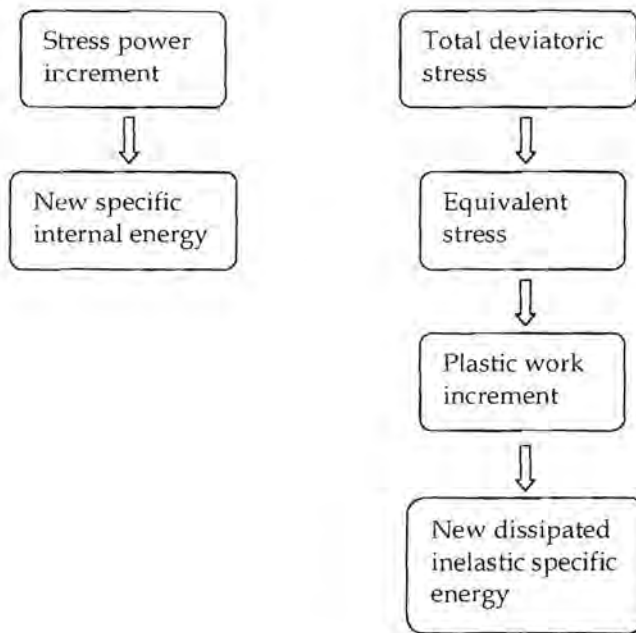 Stress power
increment
New specific
internal energy
Total deviatoric
stress
Equivalent
stress
Plastic work
increment
New dissipated
inelastic specific
energy